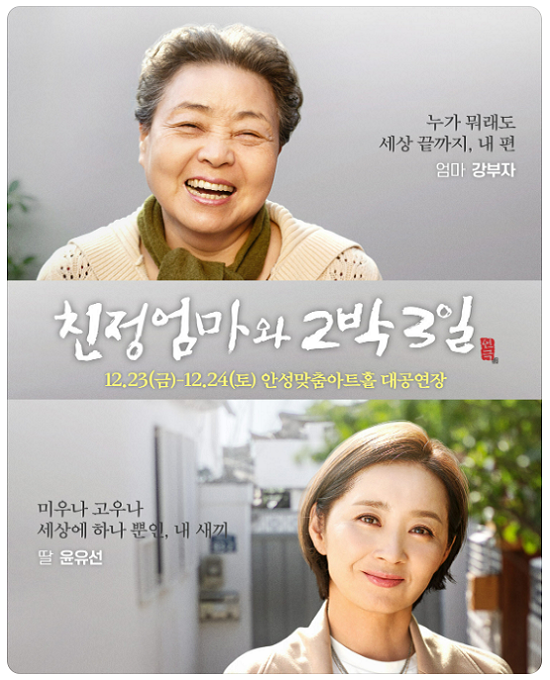 누가 뭐래도
세상 끝까지, 내 편
엄마 강부자
친정엄마와 2박 3일
연극
12.23(금)-12.24(토) 안성맞춤아트홀 대공연장
미우나 고우나
세상에 하나 뿐인, 내 새끼
딸 윤유선